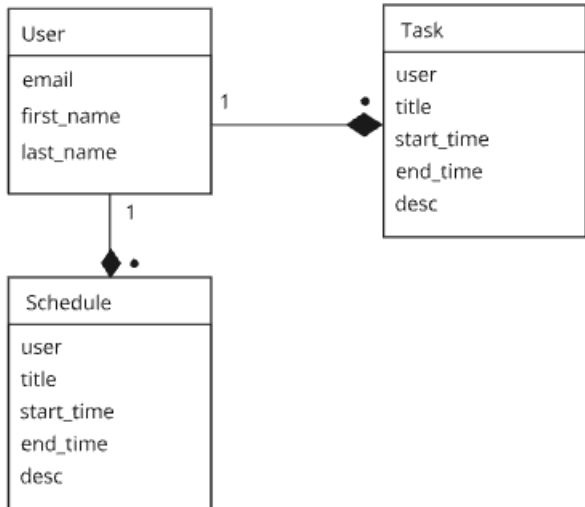 User
email
first_name
last_name
1
1
Task
user
title
start_time
end_time
desc
Schedule
user
title
start_time
end_time
desc